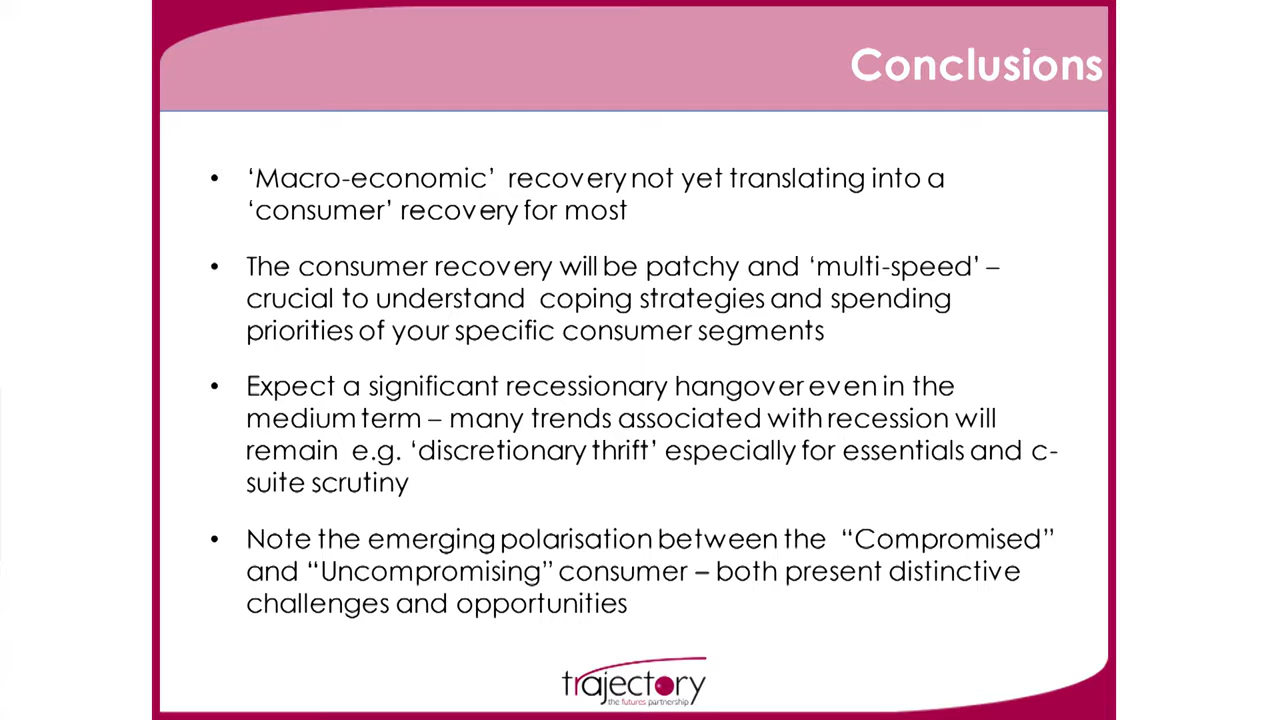 Conclusions
• ‘Macro-economic’ recovery not yet translating into a
‘consumer’ recovery for most
• The consumer recovery will be patchy and ‘multi-speed’ –
crucial to understand coping strategies and spending
priorities of your specific consumer segments
• Expect a significant recessionary hangover even in the
medium term – many trends associated with recession will
remain e.g. ‘discretionary thrift’ especially for essentials and c-
suite scrutiny
• Note the emerging polarisation between the “Compromised”
and “Uncompromising” consumer – both present distinctive
challenges and opportunities
trajectory
the futures partnership